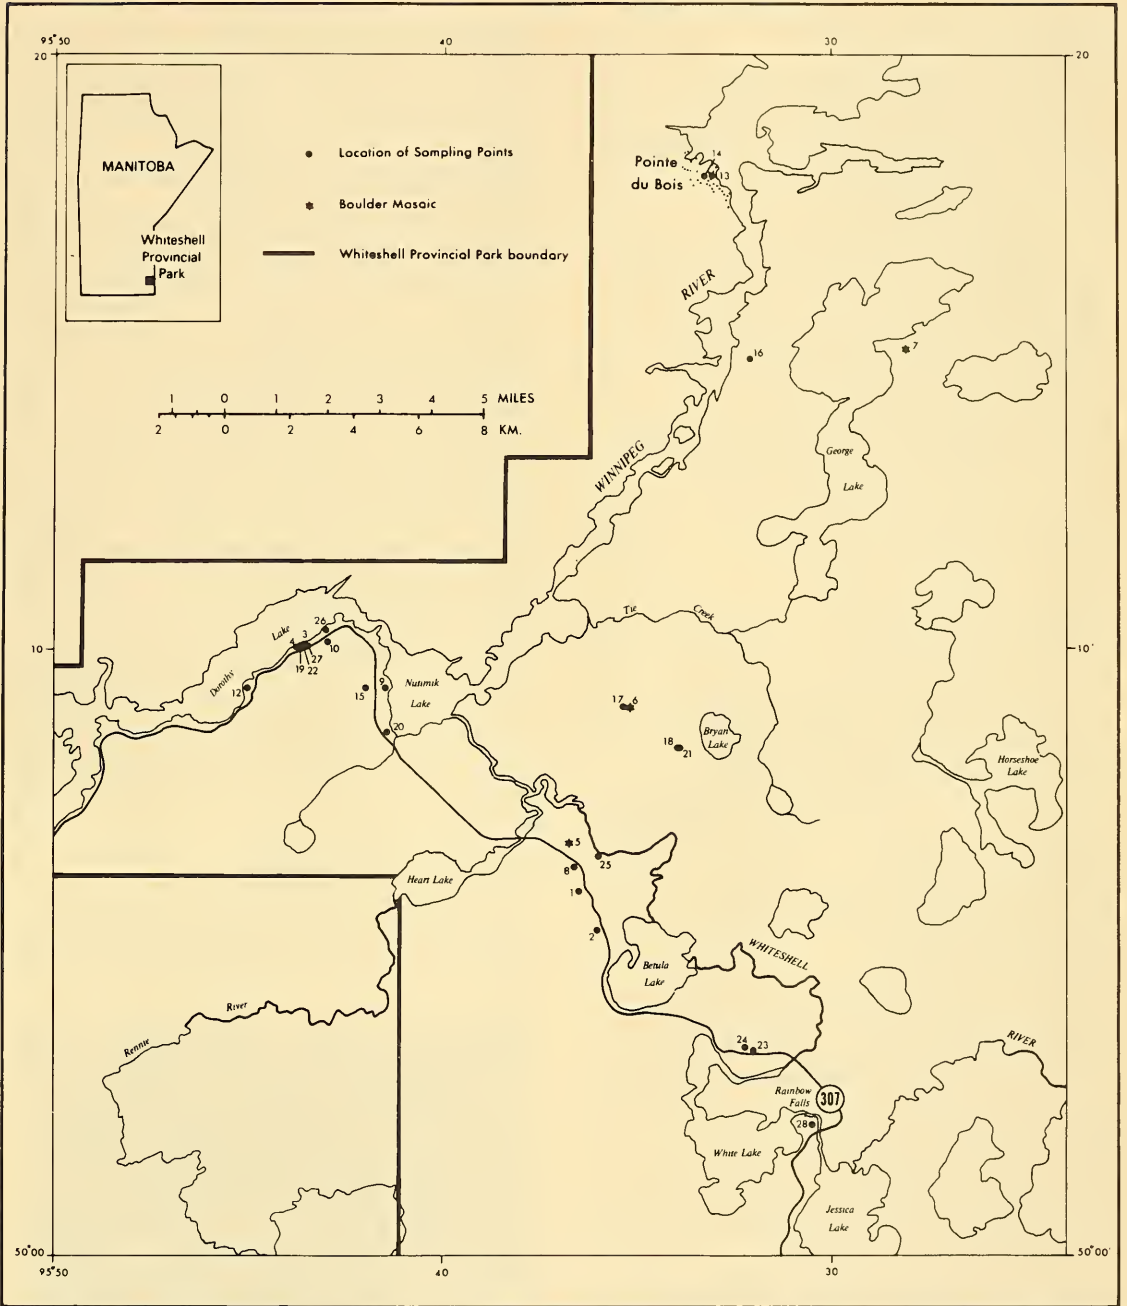 95°50
40
30
20
20
MANITOBA
Whiteshell
Provincial
Park
Location of Sampling Points
Boulder Mosaic
Whiteshell Provincial Park boundary
Pointe
du Bois
14
13
RIVER
16
7
1 0 1 2 3 4 5 MILES
2 0 2 4 6 8 KM.
WINNIPEG
George
Lake
Tie Creek
10
10'
Dorothy Lake
26
4 3
10
27
19 22
12
15
9
Nutimik
Lake
20
17
6
18
21
Bryan
Lake
Horseshoe
Lake
5
25
8
1
Heart Lake
2
Betula
Lake
WHITESHELL
River
Rennie
24
23
RIVER
Rainbow
Falls
307
28
White Lake
Jessica
Lake
50°00
50°00'
95°50
40
30